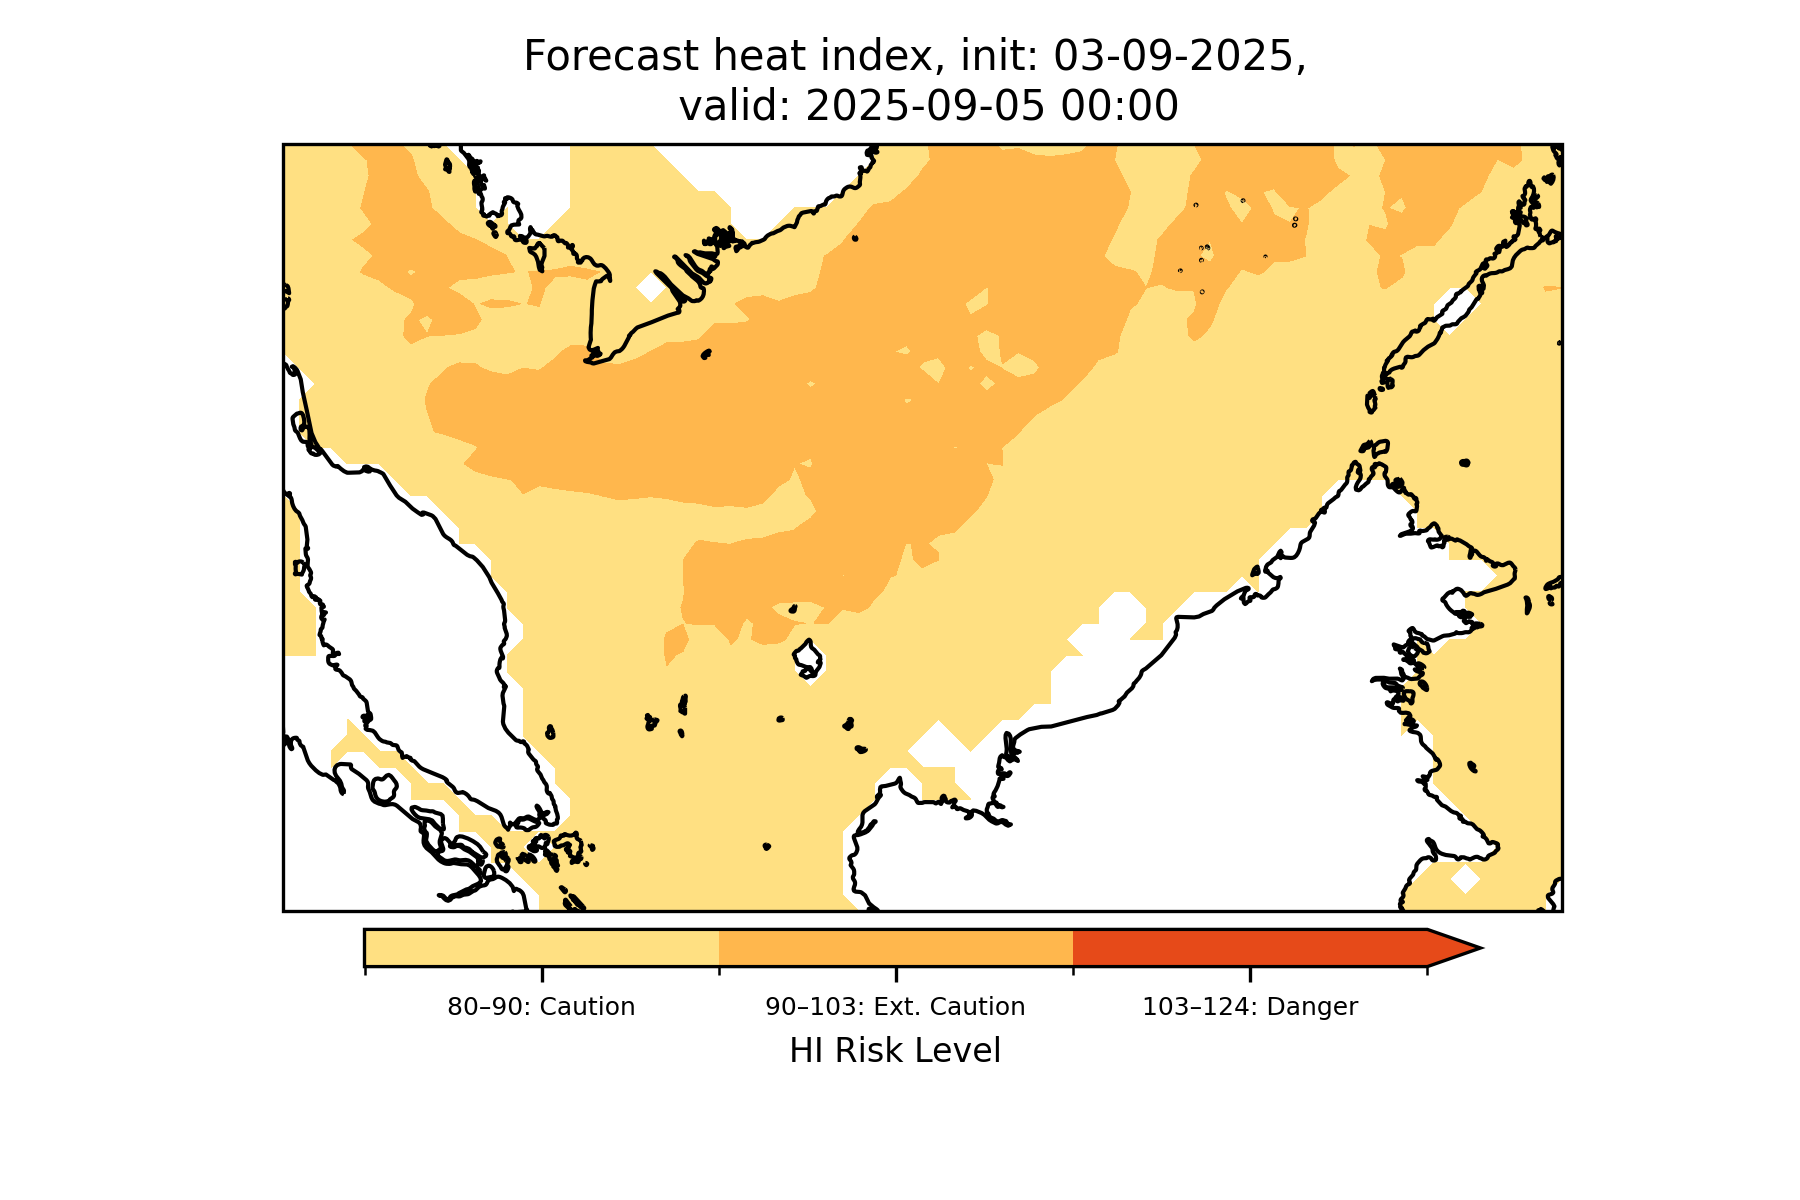 Forecast heat index, init: 03-09-2025,
valid: 2025-09-05 00:00
80–90: Caution
90–103: Ext. Caution
103–124: Danger
HI Risk Level